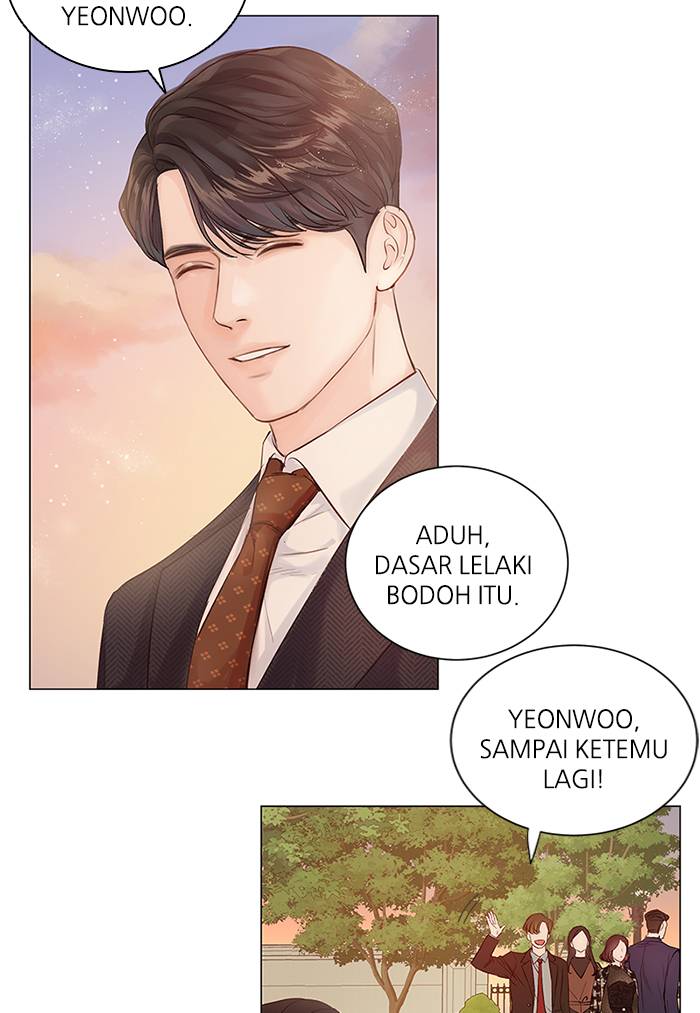 YEONWOO.
ADUH,
DASAR LELAKI
BODOH ITU.
YEONWOO,
SAMPAI KETEMU
LAGI!